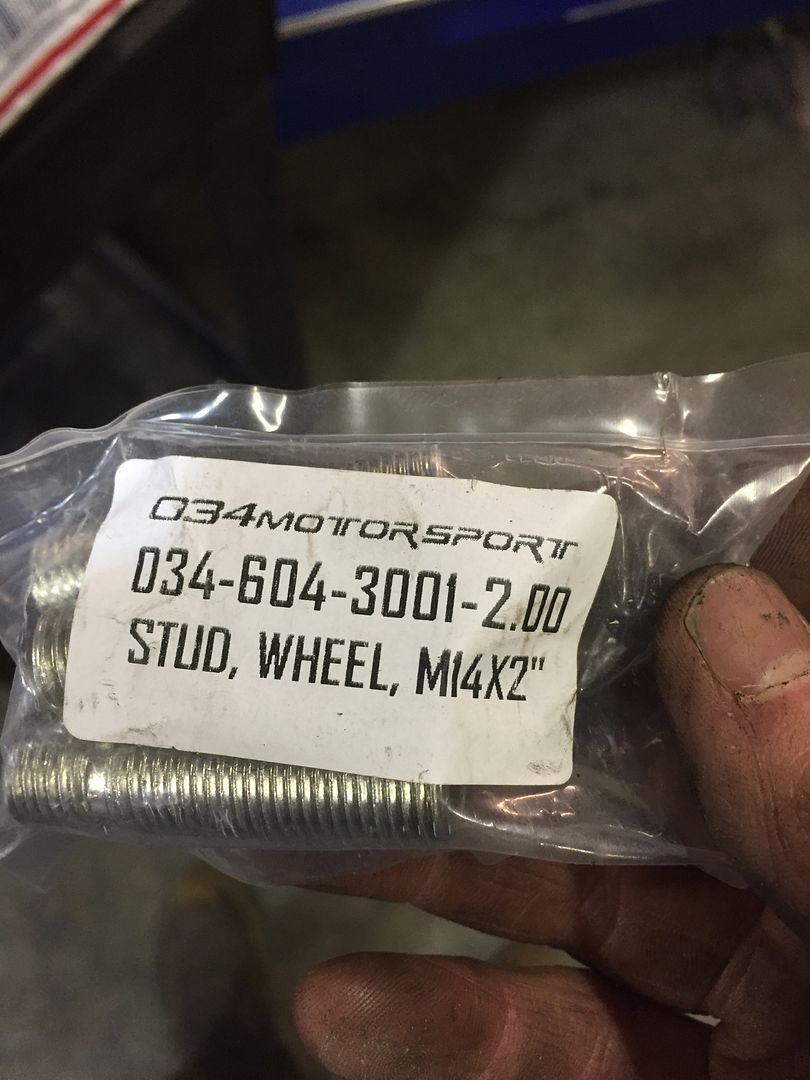 034MOTORSPORT
034-604-3001-2.00
STUD, WHEEL, M14X2"